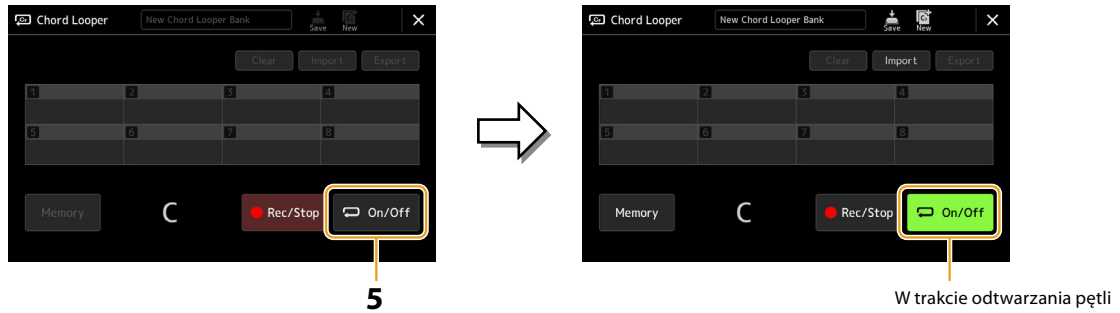 Chord Looper New Chord Looper Bank Save New
Clear Import Export
1 2 3 4
5 6 7 8
Memory C Rec/Stop On/Off
5
Chord Looper New Chord Looper Bank Save New
Clear Import Export
1 2 3 4
5 6 7 8
Memory C Rec/Stop On/Off
W trakcie odtwarzania pętli